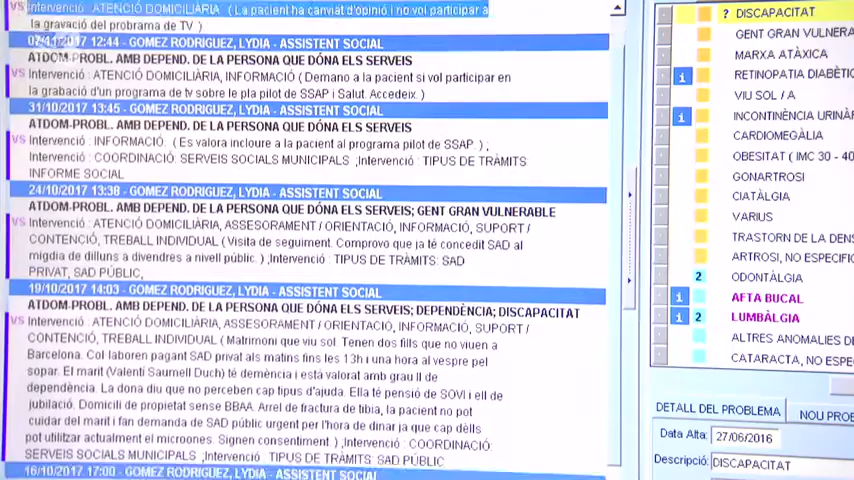 VS Intervenció : ATENCIÓ DOMICILIÀRIA ( La pacient ha canviat d'opinió i no vol participar a
la gravació del probrama de TV )
07/11/2017 12:44 - GOMEZ RODRIGUEZ, LYDIA - ASSISTENT SOCIAL
ATDOM-PROBL. AMB DEPEND. DE LA PERSONA QUE DÓNA ELS SERVEIS
VS Intervenció : ATENCIÓ DOMICILIÀRIA, INFORMACIÓ ( Demano a la pacient si vol participar en
la grabació d'un programa de tv sobre le pla pilot de SSAP i Salut. Accedeix. )
31/10/2017 13:45 - GOMEZ RODRIGUEZ, LYDIA - ASSISTENT SOCIAL
ATDOM-PROBL. AMB DEPEND. DE LA PERSONA QUE DÓNA ELS SERVEIS
VS Intervenció : INFORMACIÓ. ( Es valora incloure a la pacient al programa pilot de SSAP. ) ;
Intervenció : COORDINACIÓ: SERVEIS SOCIALS MUNICIPALS ;Intervenció : TIPUS DE TRÀMITS:
INFORME SOCIAL
24/10/2017 13:38 - GOMEZ RODRIGUEZ, LYDIA - ASSISTENT SOCIAL
ATDOM-PROBL. AMB DEPEND. DE LA PERSONA QUE DÓNA ELS SERVEIS; GENT GRAN VULNERABLE
VS Intervenció : ATENCIÓ DOMICILIÀRIA, ASSESORAMENT / ORIENTACIÓ, INFORMACIÓ, SUPORT /
CONTENCIÓ, TREBALL INDIVIDUAL ( Visita de seguiment. Comprovo que ja té concedit SAD al
migdia de dilluns a divendres a nivell públic. ) ;Intervenció : TIPUS DE TRÀMITS: SAD
PRIVAT, SAD PÚBLIC,
19/10/2017 14:03 - GOMEZ RODRIGUEZ, LYDIA - ASSISTENT SOCIAL
ATDOM-PROBL. AMB DEPEND. DE LA PERSONA QUE DÓNA ELS SERVEIS; DEPENDÈNCIA; DISCAPACITAT
VS Intervenció : ATENCIÓ DOMICILIÀRIA, ASSESORAMENT / ORIENTACIÓ, INFORMACIÓ, SUPORT /
CONTENCIÓ, TREBALL INDIVIDUAL ( Matrimoni que viu sol. Tenen dos fills que no viuen a
Barcelona. Col laboren pagant SAD privat als matins fins les 13h i una hora al vespre pel
sopar. El marit (Valentí Saumell Duch) té demència i està valorat amb grau II de
dependència. La dona diu que no perceben cap tipus d'ajuda. Ella té pensió de SOVI i ell de
jubilació. Domicili de propietat sense BBAA. Arrel de fractura de tibia, la pacient no pot
cuidar del marit i fan demanda de SAD públic urgent per l'hora de dinar ja que cap dèlls
pot utilitzar actualment el microones. Signen consentiment. ) ;Intervenció : COORDINACIÓ:
SERVEIS SOCIALS MUNICIPALS ;Intervenció : TIPUS DE TRÀMITS: SAD PÚBLIC
16/10/2017 17:00 - GOMEZ RODRIGUEZ, LYDIA - ASSISTENT SOCIAL
? DISCAPACITAT
GENT GRAN VULNERA
MARXA ATÀXICA
i RETINOPATIA DIABÈTIC
VIU SOL / A
i INCONTINÈNCIA URINÀR
CARDIOMEGÀLIA
OBESITAT ( IMC 30 - 40
GONARTROSI
CIATÀLGIA
VARIUS
TRASTORN DE LA DENS
ARTROSI, NO ESPECIFIC
2 ODONTÀLGIA
i AFTA BUCAL
i 2 LUMBÀLGIA
ALTRES ANOMALIES DE
CATARACTA, NO ESPE
DETALL DEL PROBLEMA
NOU PROB
Data Alta: 27/06/2016
Descripció: DISCAPACITAT